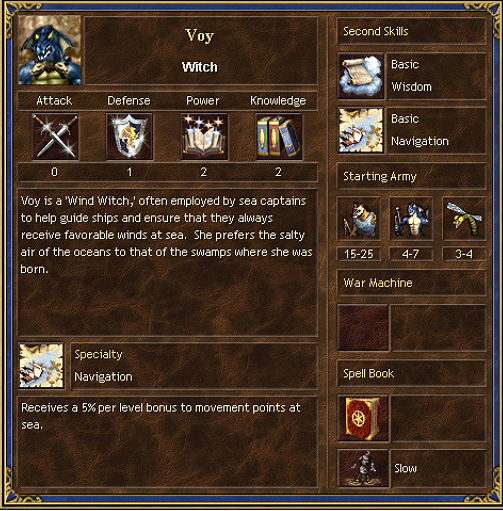 Voy
Witch
Attack Defense Power Knowledge
0 1 2 2
Voy is a 'Wind Witch,' often employed by sea captains
to help guide ships and ensure that they always
receive favorable winds at sea. She prefers the salty
air of the oceans to that of the swamps where she was
born.
Specialty
Navigation
Receives a 5% per level bonus to movement points at
sea.
Second Skills
Basic
Wisdom
Basic
Navigation
Starting Army
15-25 4-7 3-4
War Machine
Spell Book
Slow